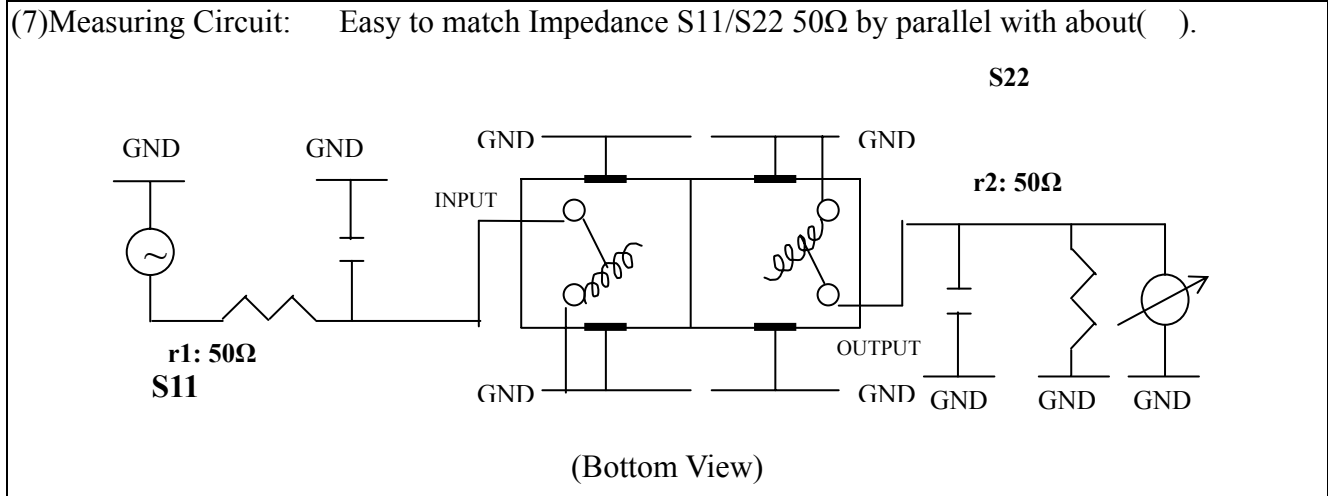 (7)Measuring Circuit: Easy to match Impedance S11/S22 50Ω by parallel with about( ).
S22
GND GND GND GND
r2: 50Ω
INPUT
~
OUTPUT
r1: 50Ω
S11
GND GND GND GND GND
(Bottom View)